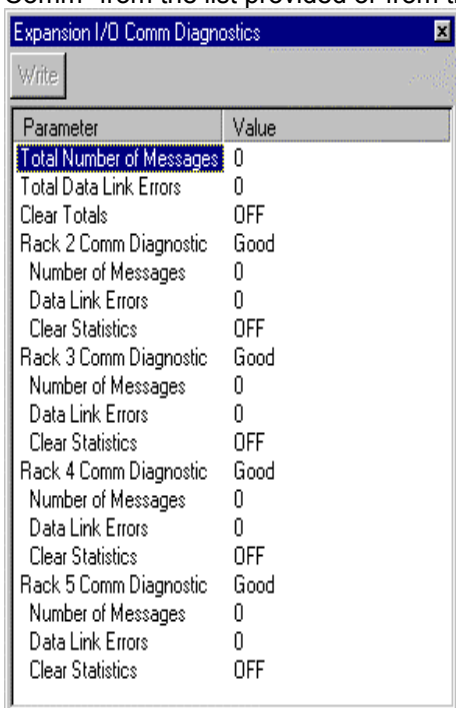 Comm" from the list provided or from t
Expansion I/O Comm Diagnostics
Write
Parameter Value
Total Number of Messages 0
Total Data Link Errors 0
Clear Totals OFF
Rack 2 Comm Diagnostic Good
Number of Messages 0
Data Link Errors 0
Clear Statistics OFF
Rack 3 Comm Diagnostic Good
Number of Messages 0
Data Link Errors 0
Clear Statistics OFF
Rack 4 Comm Diagnostic Good
Number of Messages 0
Data Link Errors 0
Clear Statistics OFF
Rack 5 Comm Diagnostic Good
Number of Messages 0
Data Link Errors 0
Clear Statistics OFF